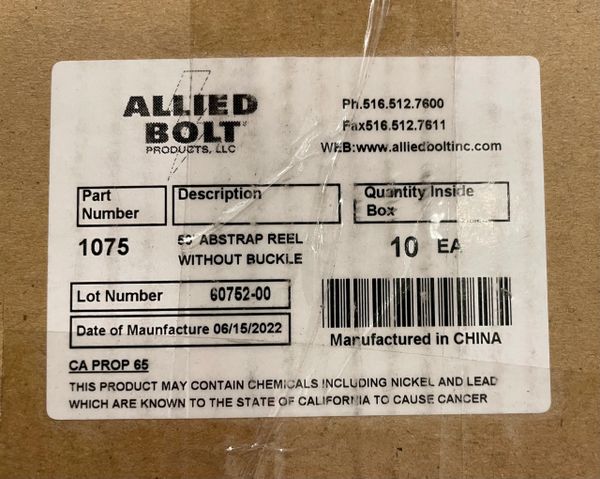 ALLIED
BOLT
PRODUCTS, LLC
Ph.516.512.7600
Fax516.512.7611
WEB:www.alliedboltinc.com
Part
Number
Description
Quantity Inside
Box
1075
50' ABSTRAP REEL
WITHOUT BUCKLE
10 EA
Lot Number 60752-00
Date of Maunfacture 06/15/2022
Manufactured in CHINA
CA PROP 65
THIS PRODUCT MAY CONTAIN CHEMICALS INCLUDING NICKEL AND LEAD
WHICH ARE KNOWN TO THE STATE OF CALIFORNIA TO CAUSE CANCER